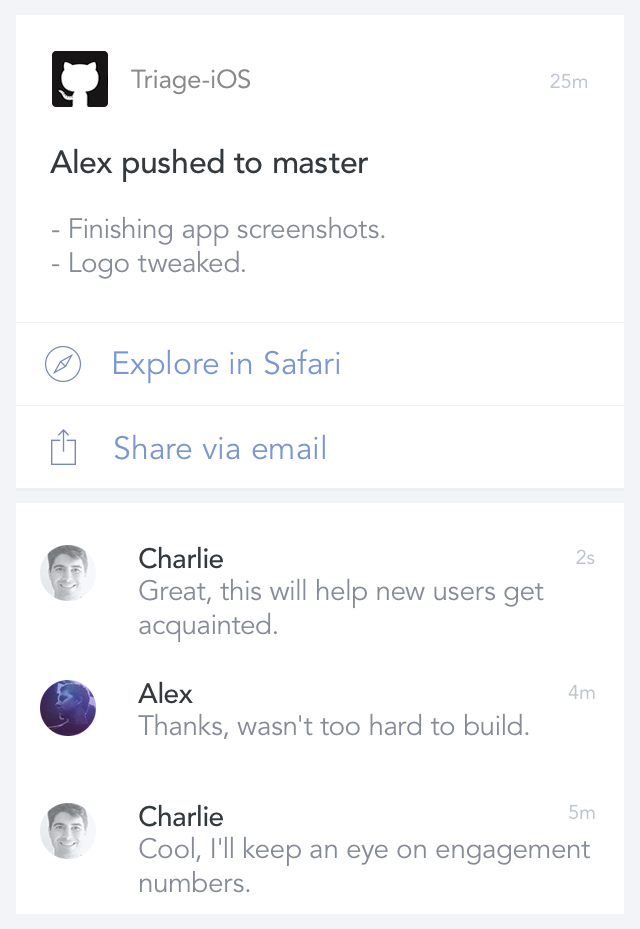 Triage-iOS
25m
Alex pushed to master
- Finishing app screenshots.
- Logo tweaked.
Explore in Safari
Share via email
Charlie
2s
Great, this will help new users get
acquainted.
Alex
4m
Thanks, wasn't too hard to build.
Charlie
5m
Cool, I'll keep an eye on engagement
numbers.